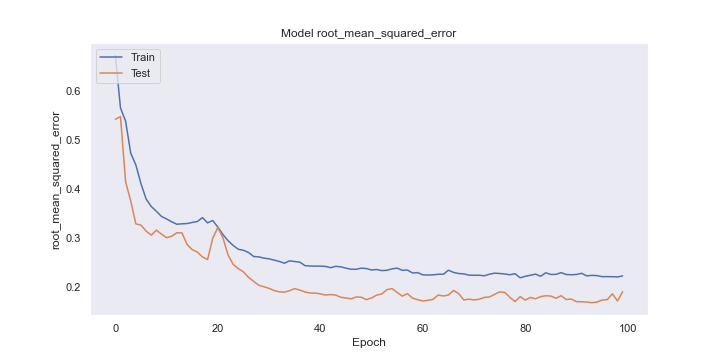 Model root_mean_squared_error
Train
Test
root_mean_squared_error
0.6
0.5
0.4
0.3
0.2
0 20 40 60 80 100
Epoch